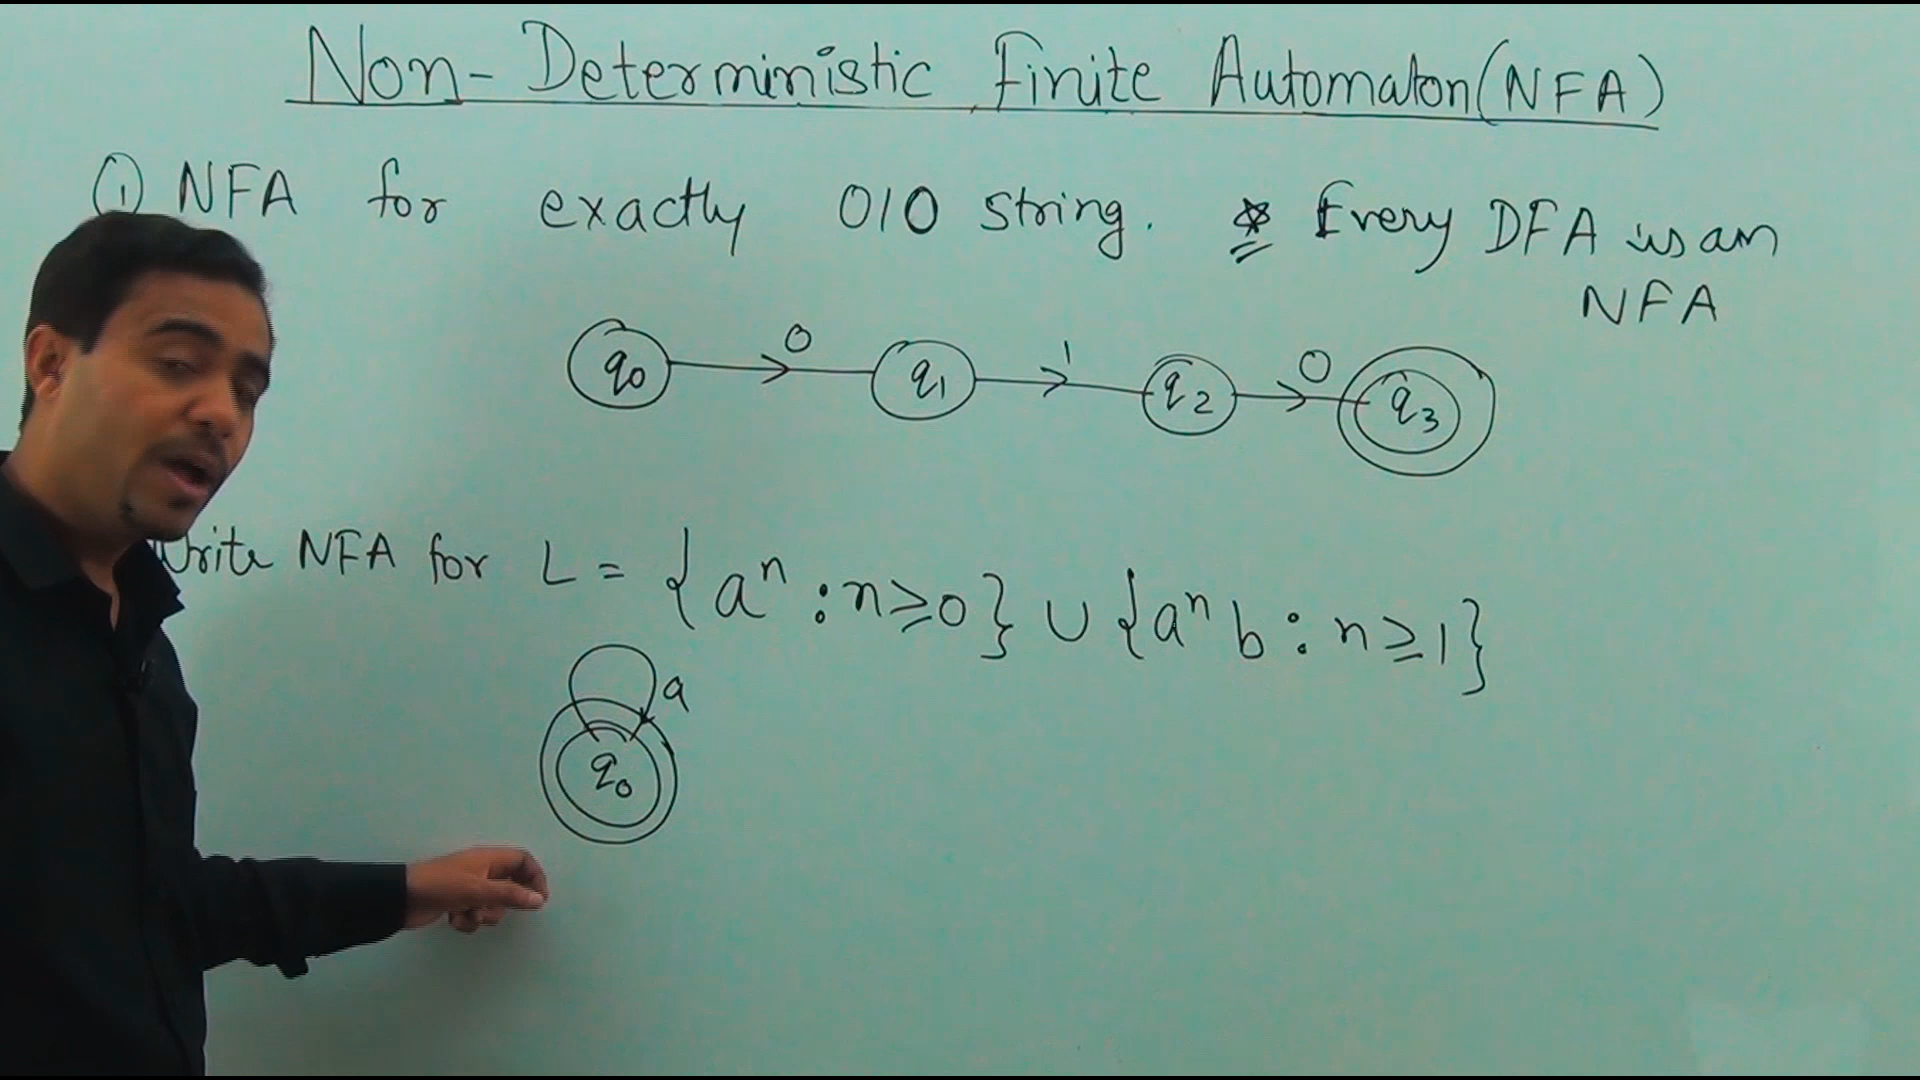 Non-Deterministic Finite Automaton(NFA)
① NFA for exactly 010 string. * Every DFA is an
NFA
0 1 0
q0 q1 q2 q3
Write NFA for L = {aⁿ : n≥0} ∪ {aⁿb : n≥1}
a
q0